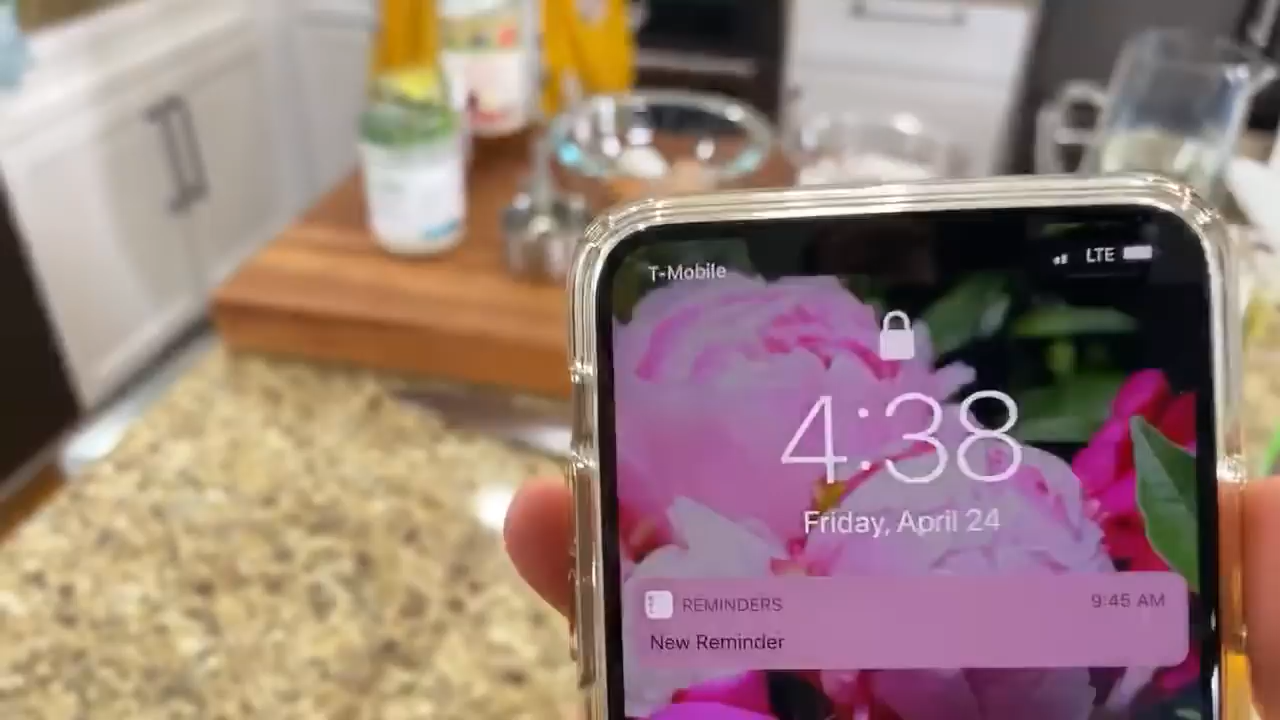 T-Mobile
LTE
4:38
Friday, April 24
REMINDERS
9:45 AM
New Reminder